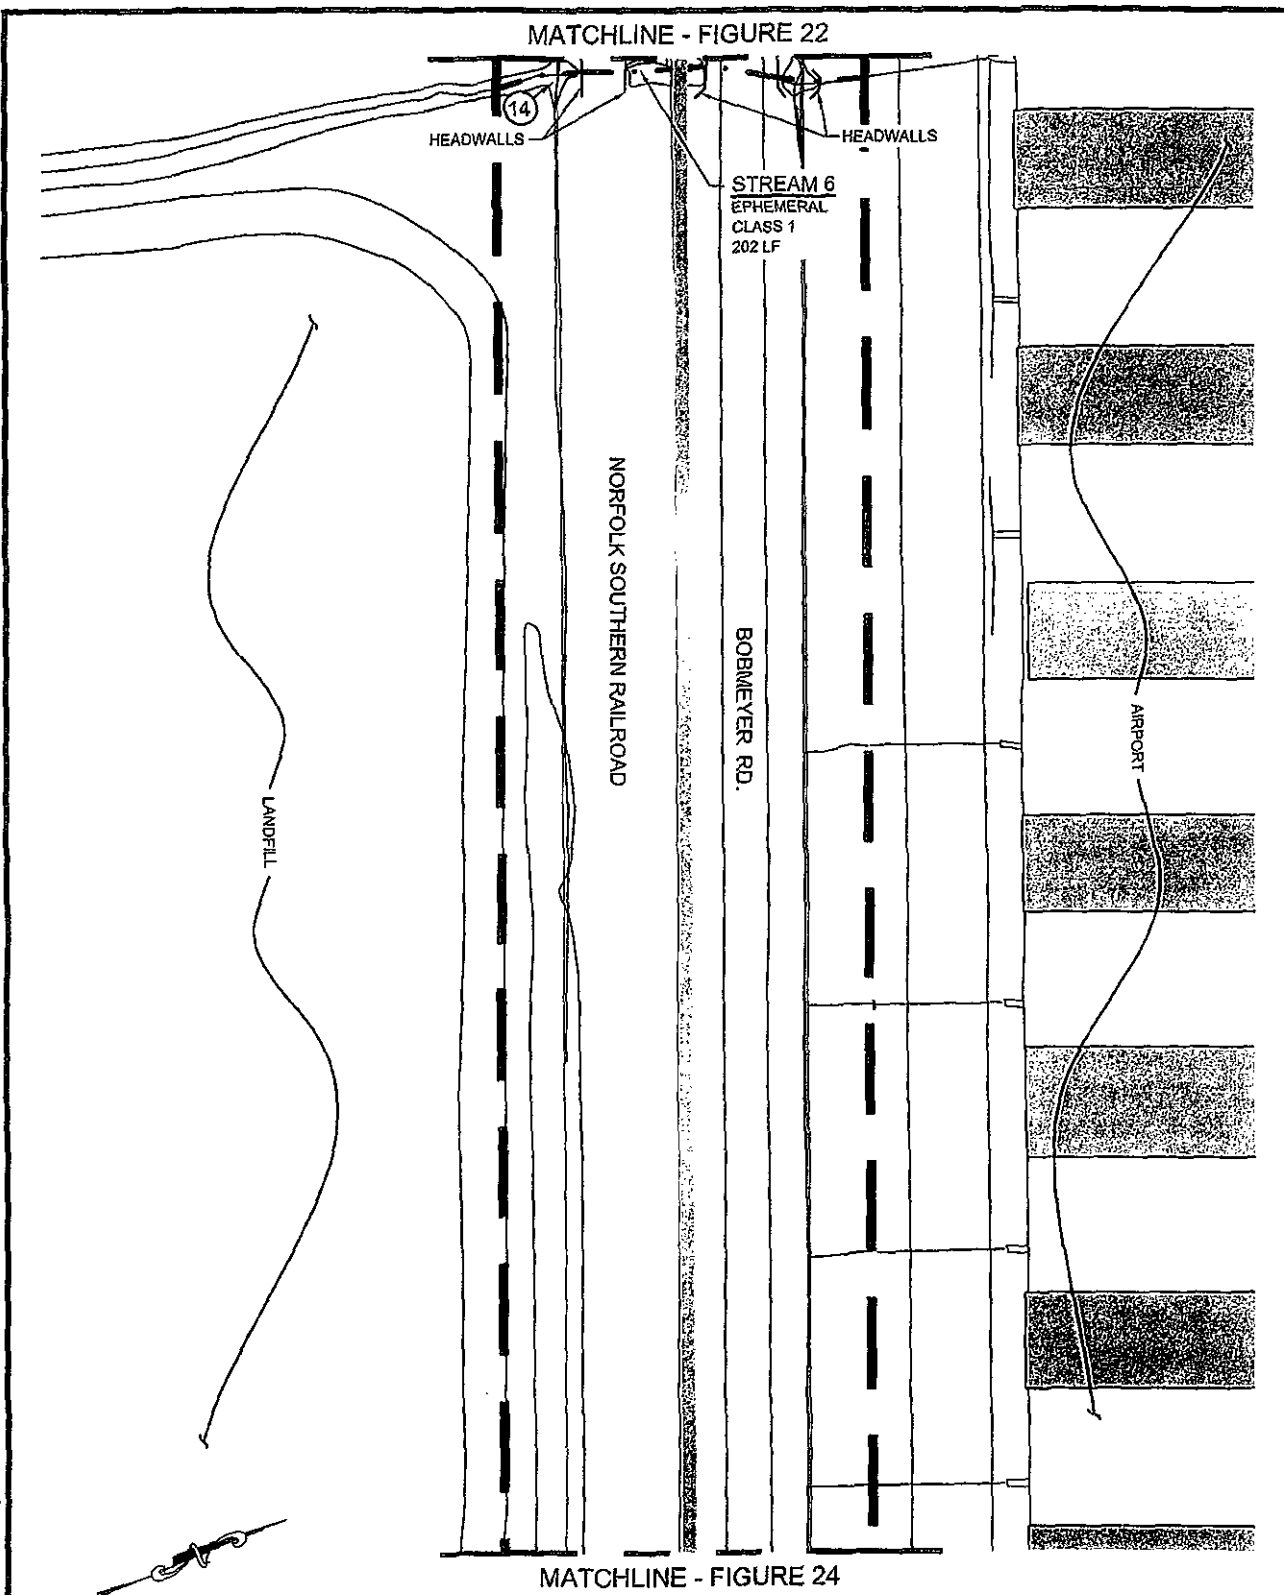 MATCHLINE - FIGURE 22
14
HEADWALLS
HEADWALLS
STREAM 6
EPHEMERAL
CLASS 1
202 LF
NORFOLK SOUTHERN RAILROAD
BOBMEYER RD.
AIRPORT
LANDFILL
MATCHLINE - FIGURE 24